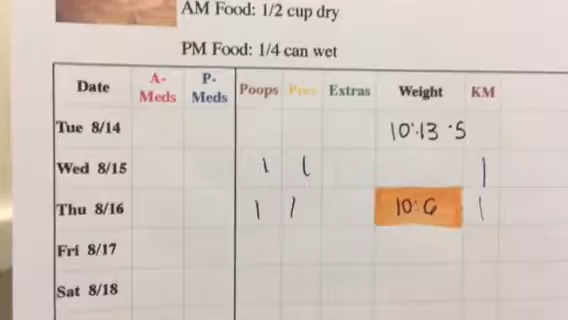 AM Food: 1/2 cup dry
PM Food: 1/4 can wet
Date A-Meds P-Meds Poops Pees Extras Weight KM
Tue 8/14 10:13.5
Wed 8/15 1 1 1
Thu 8/16 1 1 10:6 1
Fri 8/17
Sat 8/18